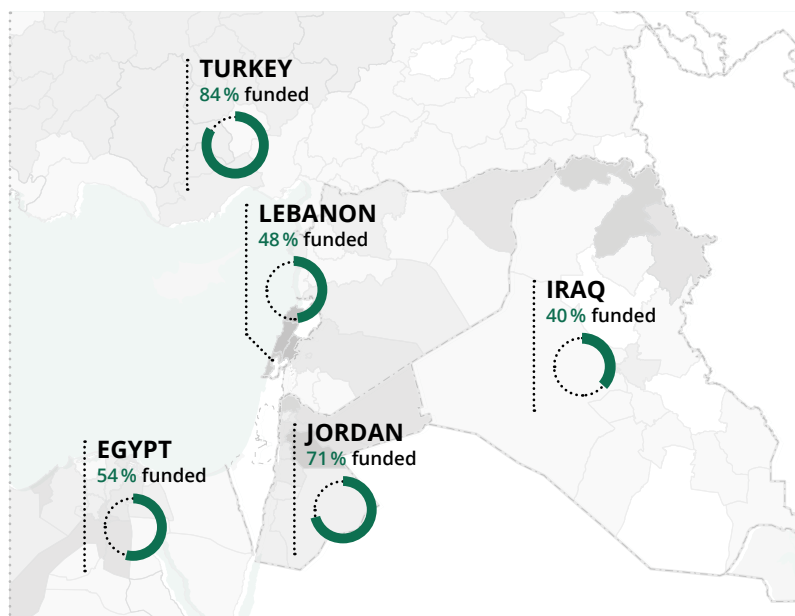 TURKEY
84% funded
LEBANON
48% funded
IRAQ
40% funded
JORDAN
71% funded
EGYPT
54% funded